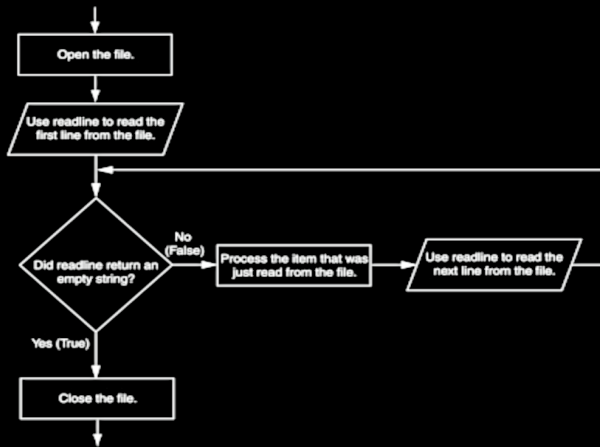 Open the file.
Use readline to read the
first line from the file.
No
(False)
Did readline return an
empty string?
Process the item that was
just read from the file.
Use readline to read the
next line from the file.
Yes (True)
Close the file.